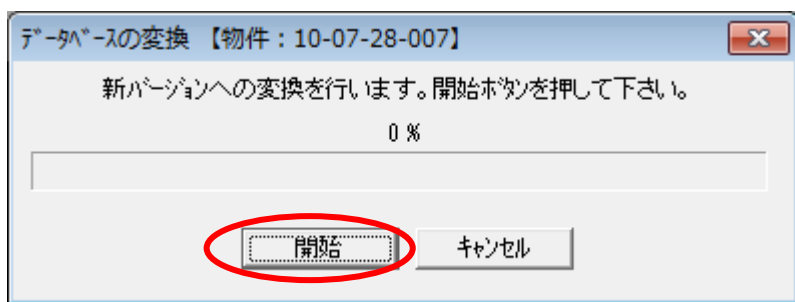 ﾃﾞｰﾀﾍﾞｰｽの変換 【物件：10-07-28-007】
新ﾊﾞｰｼﾞｮﾝへの変換を行います。開始ﾎﾞﾀﾝを押して下さい。
0 %
開始
ｷｬﾝｾﾙ